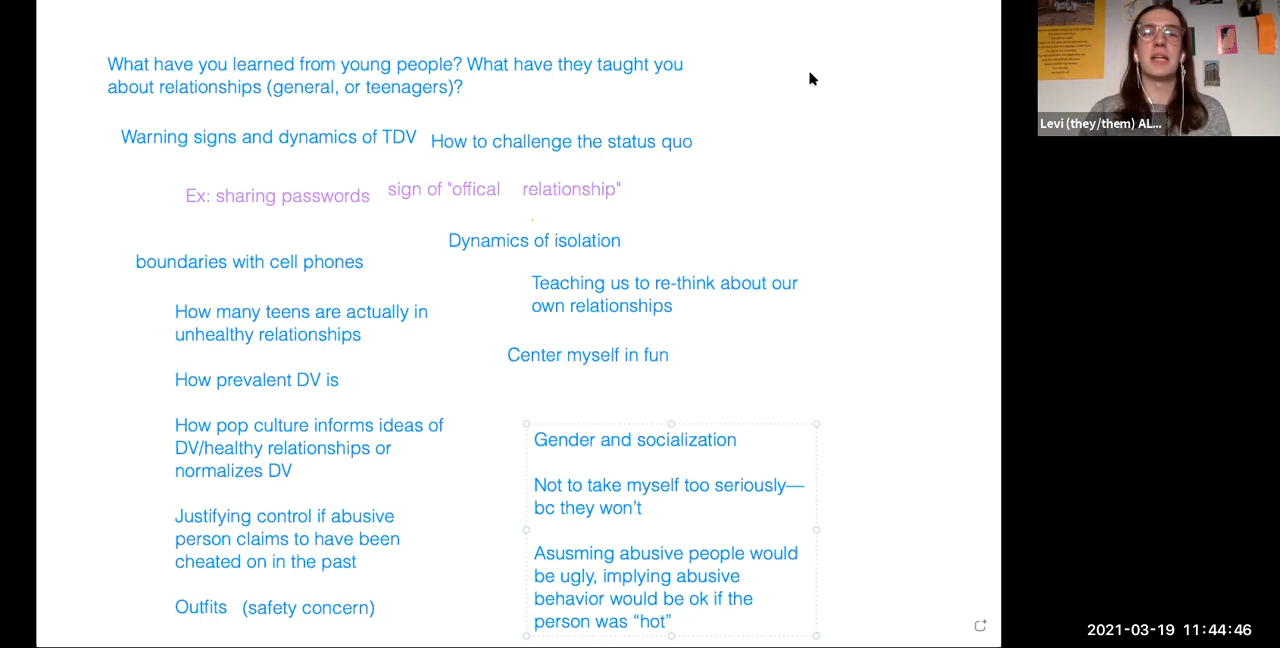 What have you learned from young people? What have they taught you
about relationships (general, or teenagers)?
Warning signs and dynamics of TDV
How to challenge the status quo
Ex: sharing passwords
sign of "offical relationship"
Dynamics of isolation
boundaries with cell phones
Teaching us to re-think about our
own relationships
How many teens are actually in
unhealthy relationships
Center myself in fun
How prevalent DV is
How pop culture informs ideas of
DV/healthy relationships or
normalizes DV
Justifying control if abusive
person claims to have been
cheated on in the past
Outfits (safety concern)
Gender and socialization
Not to take myself too seriously—
bc they won’t
Asusming abusive people would
be ugly, implying abusive
behavior would be ok if the
person was “hot”
Levi (they/them) AL...
2021-03-19 11:44:46